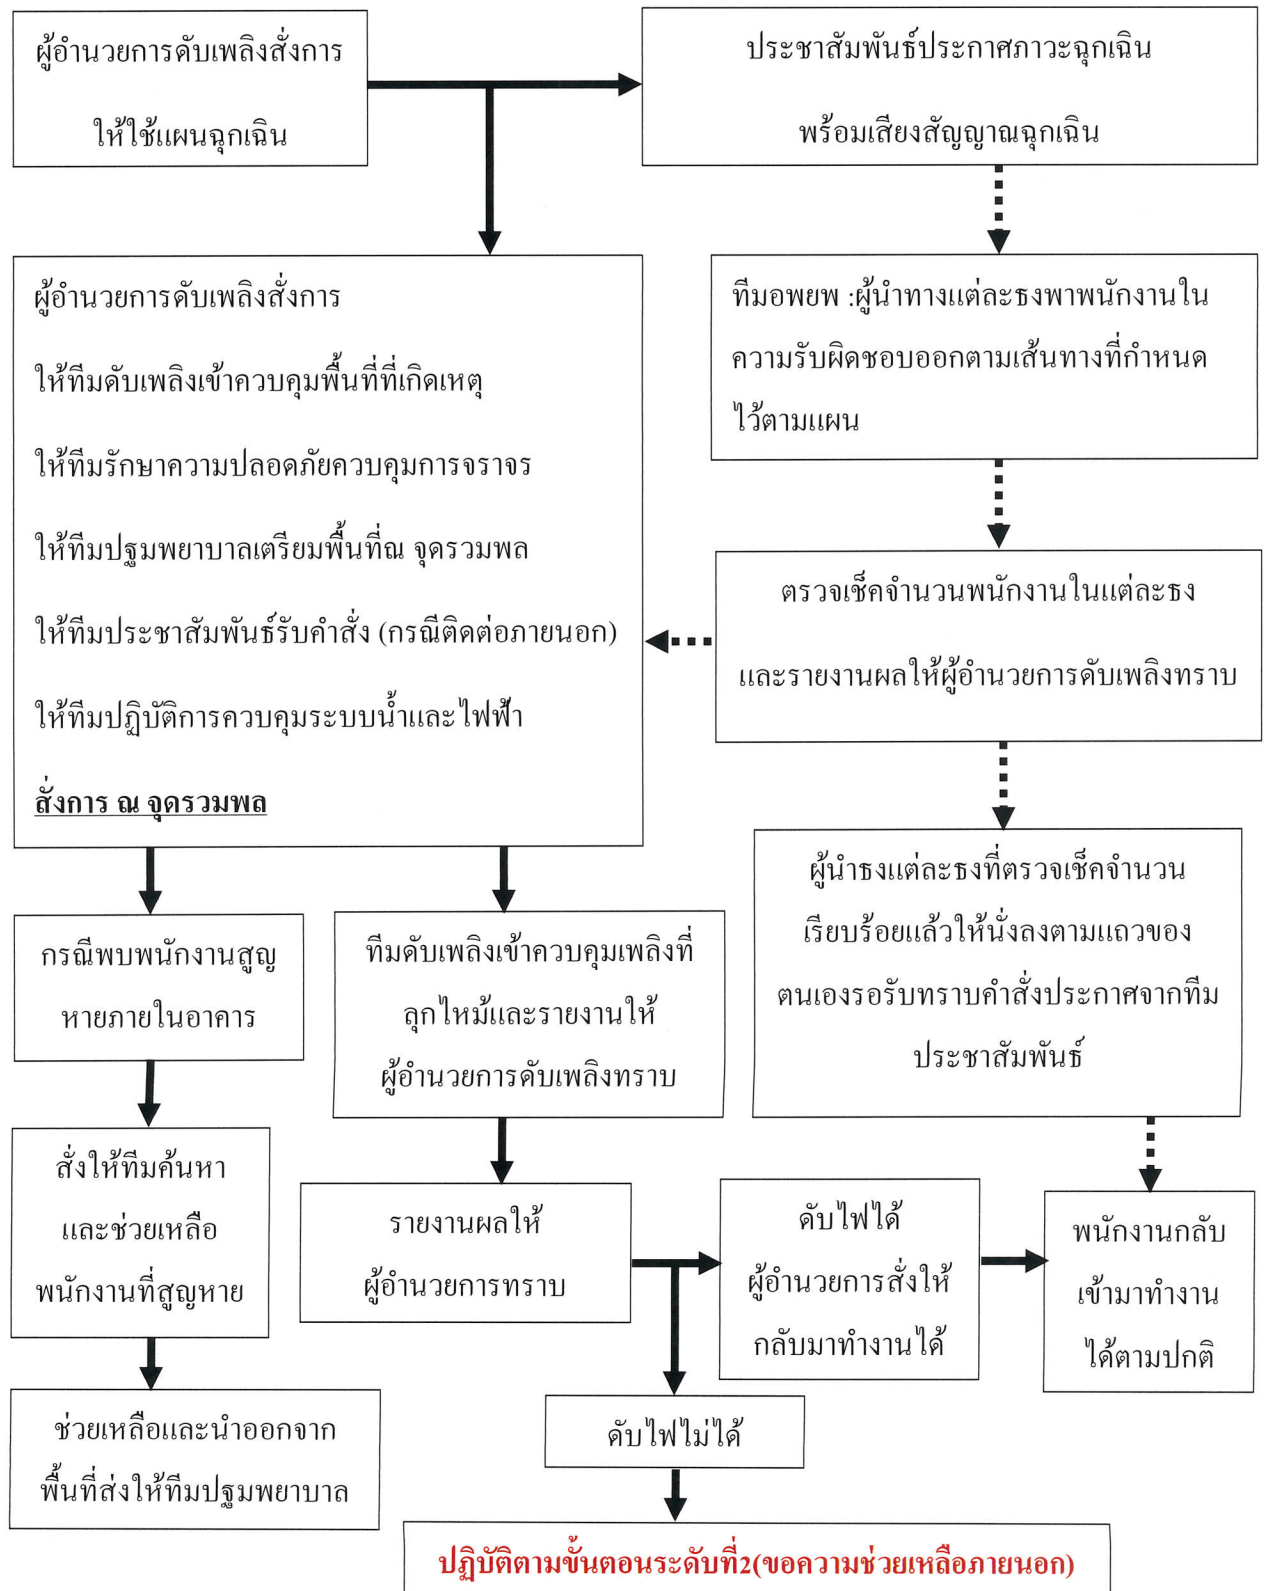 ผู้อำนวยการดับเพลิงสั่งการ
ให้ใช้แผนฉุกเฉิน
ประชาสัมพันธ์ประกาศภาวะฉุกเฉิน
พร้อมเสียงสัญญาณฉุกเฉิน
ผู้อำนวยการดับเพลิงสั่งการ
ให้ทีมดับเพลิงเข้าควบคุมพื้นที่ที่เกิดเหตุ
ให้ทีมรักษาความปลอดภัยควบคุมการจราจร
ให้ทีมปฐมพยาบาลเตรียมพื้นที่ณ จุดรวมพล
ให้ทีมประชาสัมพันธ์รับคำสั่ง (กรณีติดต่อภายนอก)
ให้ทีมปฏิบัติการควบคุมระบบน้ำและไฟฟ้า
สั่งการ ณ จุดรวมพล
ทีมอพยพ :ผู้นำทางแต่ละธงพาพนักงานใน
ความรับผิดชอบออกตามเส้นทางที่กำหนด
ไว้ตามแผน
ตรวจเช็คจำนวนพนักงานในแต่ละธง
และรายงานผลให้ผู้อำนวยการดับเพลิงทราบ
ผู้นำธงแต่ละธงที่ตรวจเช็คจำนวน
เรียบร้อยแล้วให้นั่งลงตามแถวของ
ตนเองรอรับทราบคำสั่งประกาศจากทีม
ประชาสัมพันธ์
กรณีพบพนักงานสูญ
หายภายในอาคาร
ทีมดับเพลิงเข้าควบคุมเพลิงที่
ลุกไหม้และรายงานให้
ผู้อำนวยการดับเพลิงทราบ
สั่งให้ทีมค้นหา
และช่วยเหลือ
พนักงานที่สูญหาย
รายงานผลให้
ผู้อำนวยการทราบ
ดับไฟได้
ผู้อำนวยการสั่งให้
กลับมาทำงานได้
พนักงานกลับ
เข้ามาทำงาน
ได้ตามปกติ
ช่วยเหลือและนำออกจาก
พื้นที่ส่งให้ทีมปฐมพยาบาล
ดับไฟไม่ได้
ปฏิบัติตามขั้นตอนระดับที่2(ขอความช่วยเหลือภายนอก)